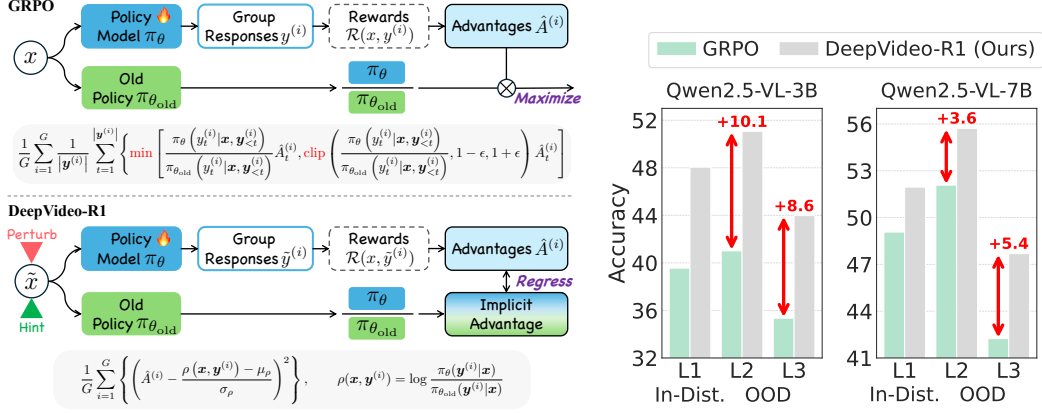 GRPO
x
Policy
Model πθ
Group
Responses y^(i)
Rewards
R(x, y^(i))
Advantages Â^(i)
Old
Policy πθold
πθ
πθold
⊗
Maximize
1/G ∑_{i=1}^{G} 1/|y^(i)| ∑_{t=1}^{|y^(i)|} { min [ πθ(y_t^(i)|x, y_{<t}^(i)) / πθold(y_t^(i)|x, y_{<t}^(i)) Â_t^(i), clip ( πθ(y_t^(i)|x, y_{<t}^(i)) / πθold(y_t^(i)|x, y_{<t}^(i)), 1 − ϵ, 1 + ϵ ) Â_t^(i) ]
DeepVideo-R1
Perturb
x̃
Hint
Policy
Model πθ
Group
Responses ỹ^(i)
Rewards
R(x, ỹ^(i))
Advantages Â^(i)
Regress
Old
Policy πθold
πθ
πθold
Implicit
Advantage
1/G ∑_{i=1}^{G} { ( Â^(i) − (ρ(x, y^(i)) − μρ) / σρ )² }, ρ(x, y^(i)) = log πθ(y^(i)|x) / πθold(y^(i)|x)
GRPO DeepVideo-R1 (Ours)
Qwen2.5-VL-3B
Accuracy
52
48
44
40
36
32
+10.1
+8.6
L1 L2 L3
In-Dist. OOD
Qwen2.5-VL-7B
56
53
50
47
44
41
+3.6
+5.4
L1 L2 L3
In-Dist. OOD